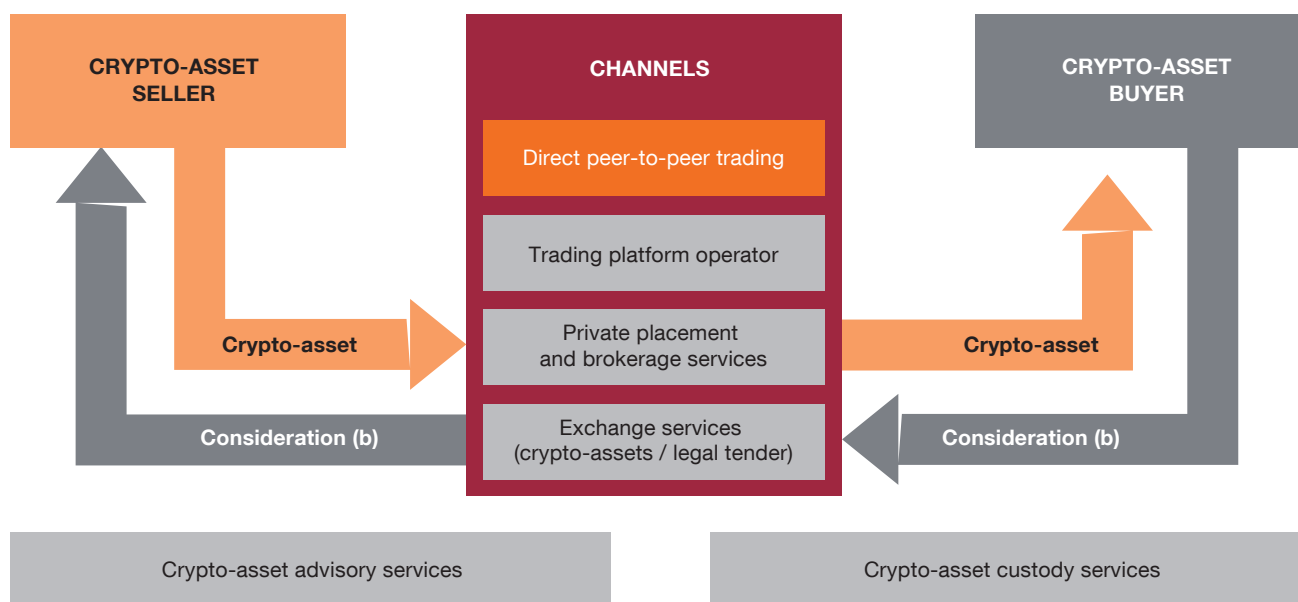 CRYPTO-ASSET
SELLER
CHANNELS
CRYPTO-ASSET
BUYER
Direct peer-to-peer trading
Trading platform operator
Private placement
and brokerage services
Exchange services
(crypto-assets / legal tender)
Crypto-asset
Consideration (b)
Crypto-asset
Consideration (b)
Crypto-asset advisory services
Crypto-asset custody services